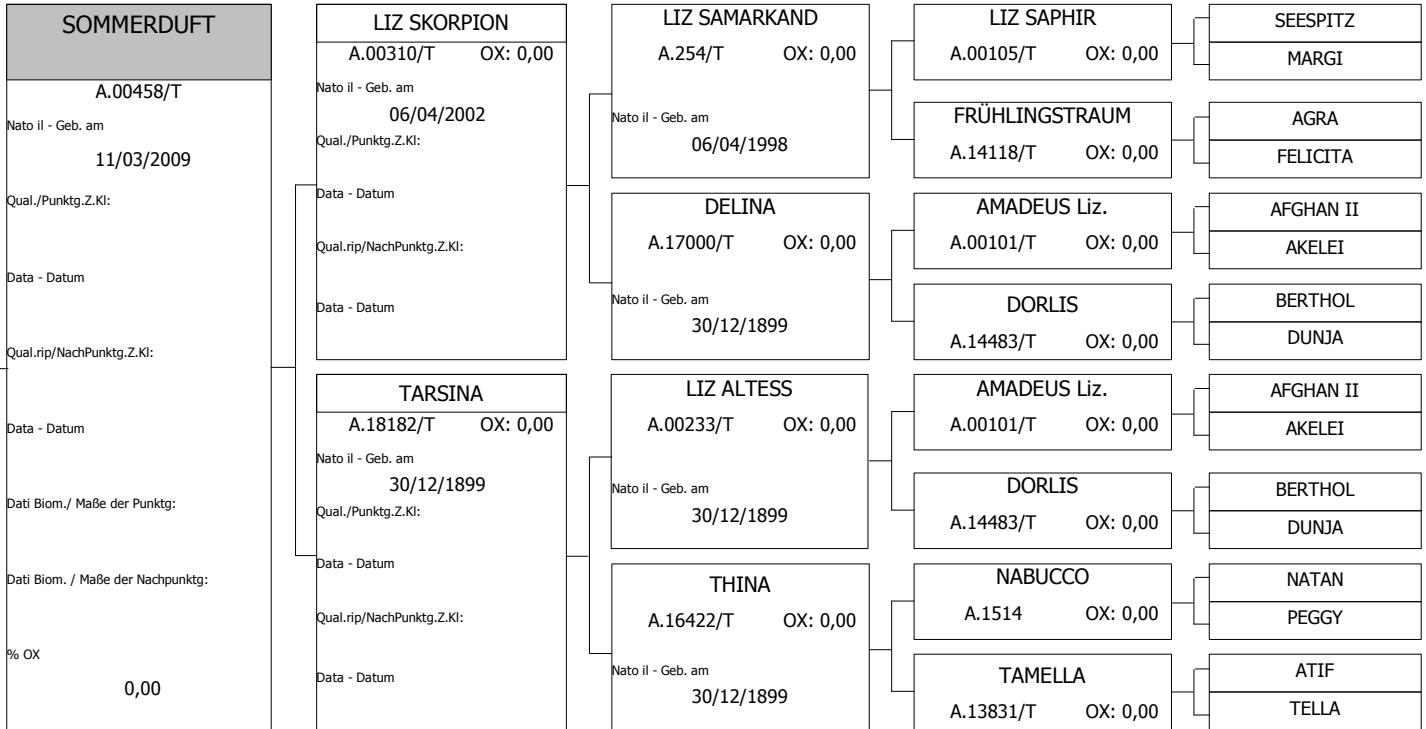 SOMMERDUFT
A.00458/T
Nato il - Geb. am
11/03/2009
Qual./Punktg.Z.Kl:
Data - Datum
Qual.rip/NachPunktg.Z.Kl:
Data - Datum
Dati Biom./ Maße der Punktg:
Dati Biom. / Maße der Nachpunktg:
% OX
0,00
LIZ SKORPION
A.00310/T OX: 0,00
Nato il - Geb. am
06/04/2002
Qual./Punktg.Z.Kl:
Data - Datum
Qual.rip/NachPunktg.Z.Kl:
Data - Datum
TARSINA
A.18182/T OX: 0,00
Nato il - Geb. am
30/12/1899
Qual./Punktg.Z.Kl:
Data - Datum
Qual.rip/NachPunktg.Z.Kl:
Data - Datum
LIZ SAMARKAND
A.254/T OX: 0,00
Nato il - Geb. am
06/04/1998
DELINA
A.17000/T OX: 0,00
Nato il - Geb. am
30/12/1899
LIZ ALTESS
A.00233/T OX: 0,00
Nato il - Geb. am
30/12/1899
THINA
A.16422/T OX: 0,00
Nato il - Geb. am
30/12/1899
LIZ SAPHIR
A.00105/T OX: 0,00
FRÜHLINGSTRAUM
A.14118/T OX: 0,00
AMADEUS Liz.
A.00101/T OX: 0,00
DORLIS
A.14483/T OX: 0,00
AMADEUS Liz.
A.00101/T OX: 0,00
DORLIS
A.14483/T OX: 0,00
NABUCCO
A.1514 OX: 0,00
TAMELLA
A.13831/T OX: 0,00
SEESPITZ
MARGI
AGRA
FELICITA
AFGHAN II
AKELEI
BERTHOL
DUNJA
AFGHAN II
AKELEI
BERTHOL
DUNJA
NATAN
PEGGY
ATIF
TELLA